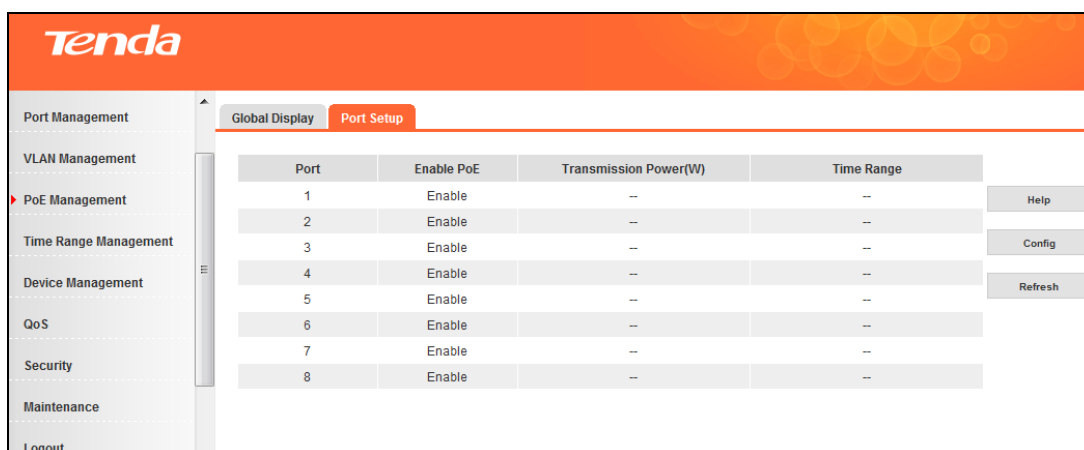 Tenda
Port Management
VLAN Management
PoE Management
Time Range Management
Device Management
QoS
Security
Maintenance
Logout
Global Display Port Setup
Port Enable PoE Transmission Power(W) Time Range
1 Enable -- --
2 Enable -- --
3 Enable -- --
4 Enable -- --
5 Enable -- --
6 Enable -- --
7 Enable -- --
8 Enable -- --
Help
Config
Refresh